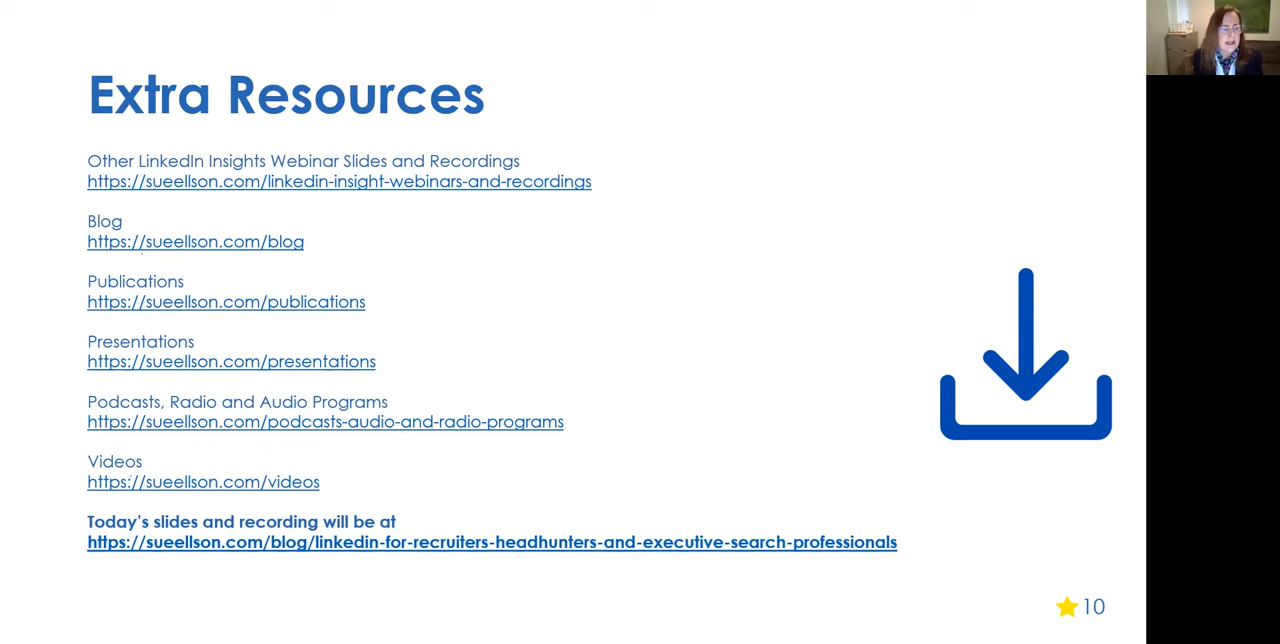 Extra Resources
Other LinkedIn Insights Webinar Slides and Recordings
https://sueellson.com/linkedin-insight-webinars-and-recordings
Blog
https://sueellson.com/blog
Publications
https://sueellson.com/publications
Presentations
https://sueellson.com/presentations
Podcasts, Radio and Audio Programs
https://sueellson.com/podcasts-audio-and-radio-programs
Videos
https://sueellson.com/videos
Today's slides and recording will be at
https://sueellson.com/blog/linkedin-for-recruiters-headhunters-and-executive-search-professionals
10